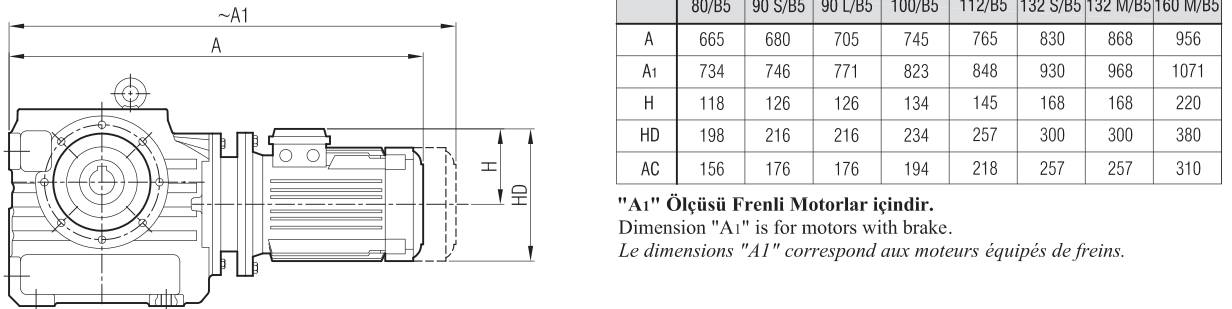 ~A1
A
H
HD
80/B5 90 S/B5 90 L/B5 100/B5 112/B5 132 S/B5 132 M/B5 160 M/B5
A 665 680 705 745 765 830 868 956
A1 734 746 771 823 848 930 968 1071
H 118 126 126 134 145 168 168 220
HD 198 216 216 234 257 300 300 380
AC 156 176 176 194 218 257 257 310
"A1" Ölçüsü Frenli Motorlar içindir.
Dimension "A1" is for motors with brake.
Le dimensions "A1" correspond aux moteurs équipés de freins.